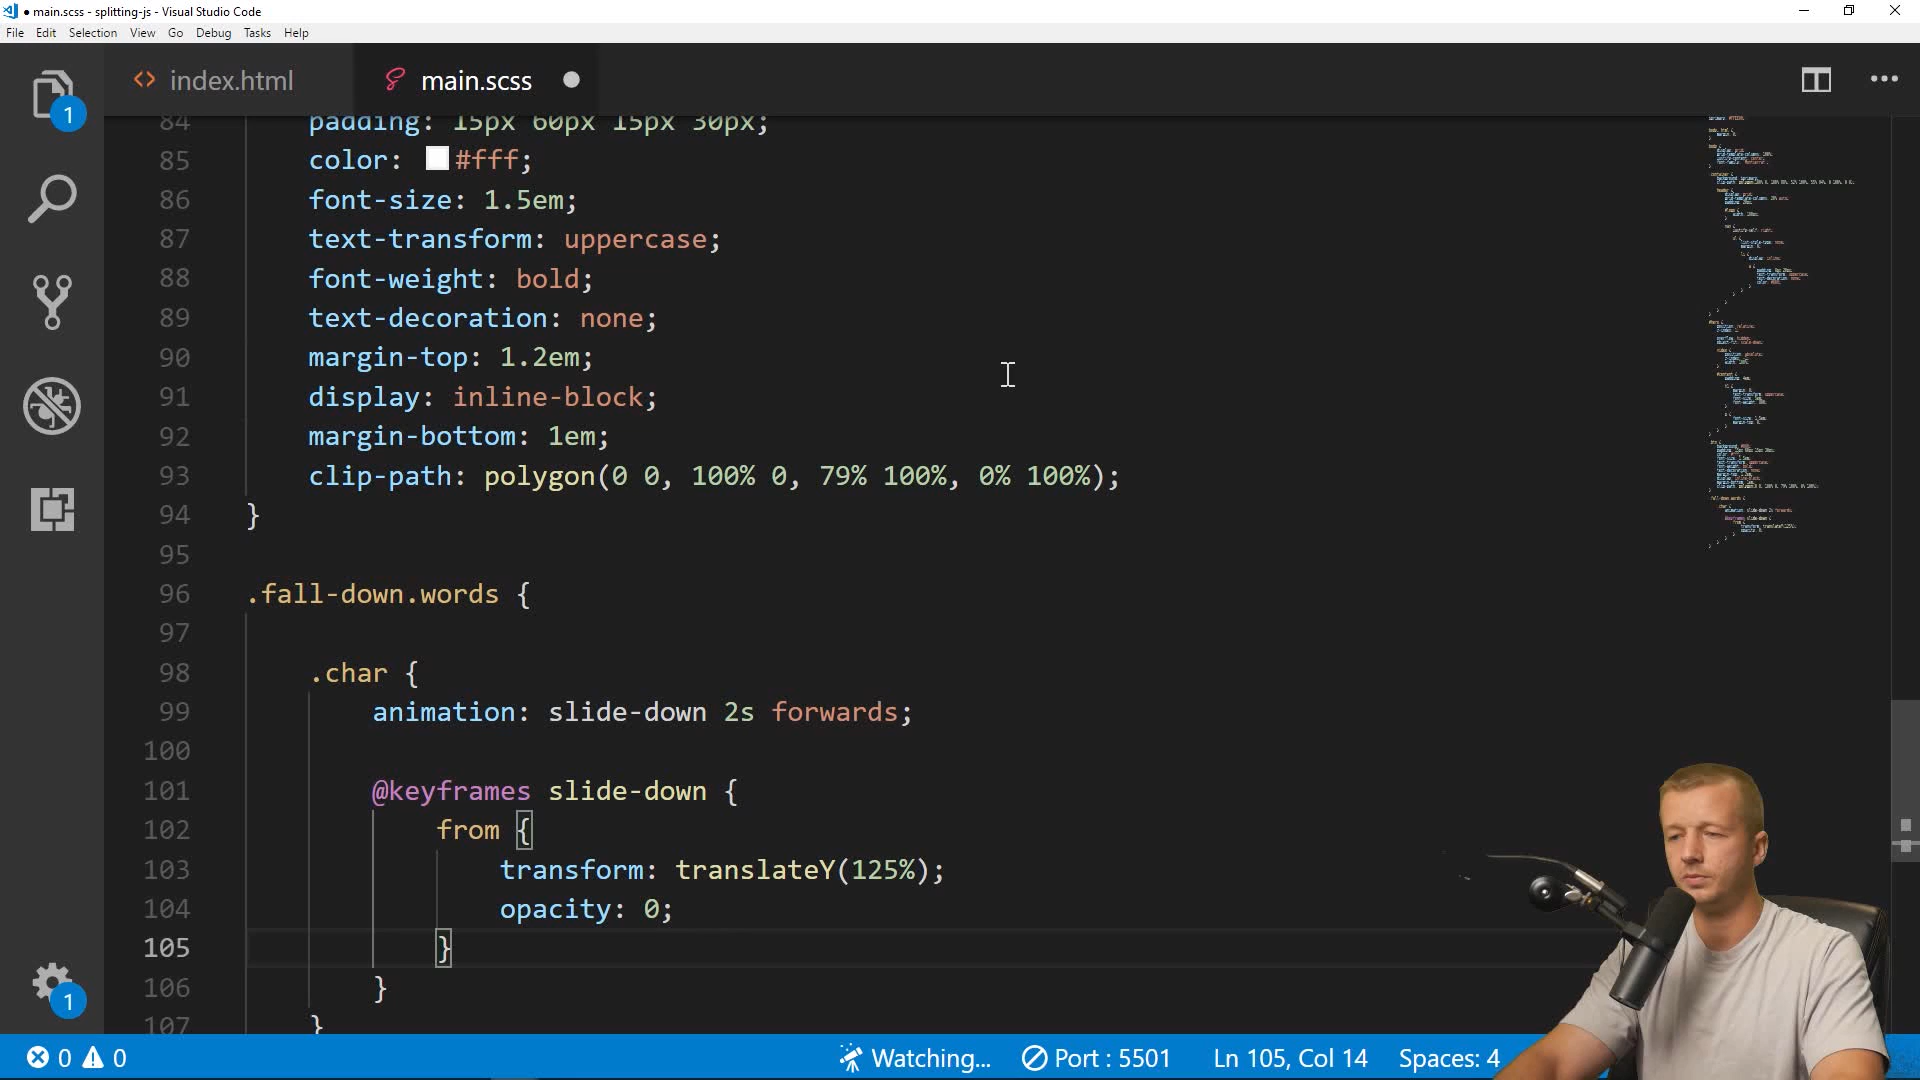 main.scss - splitting-js - Visual Studio Code
File Edit Selection View Go Debug Tasks Help
1
index.html
main.scss
84 padding: 15px 60px 15px 30px;
85 color: #fff;
86 font-size: 1.5em;
87 text-transform: uppercase;
88 font-weight: bold;
89 text-decoration: none;
90 margin-top: 1.2em;
91 display: inline-block;
92 margin-bottom: 1em;
93 clip-path: polygon(0 0, 100% 0, 79% 100%, 0% 100%);
94 }
95
96 .fall-down.words {
97
98 .char {
99 animation: slide-down 2s forwards;
100
101 @keyframes slide-down {
102 from {
103 transform: translateY(125%);
104 opacity: 0;
105 }
106 }
107 }
1
0 0
Watching...
Port : 5501
Ln 105, Col 14
Spaces: 4